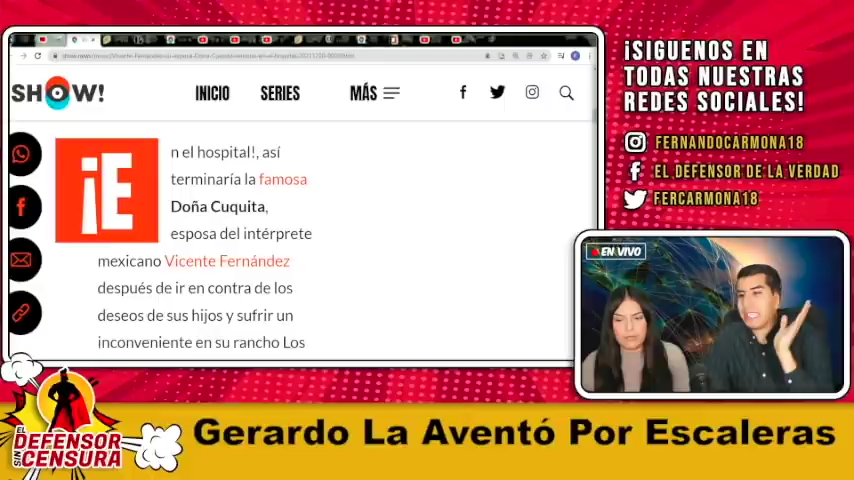 SHOW!
INICIO
SERIES
MÁS
¡E
n el hospital!, así
terminaría la famosa
Doña Cuquita,
esposa del intérprete
mexicano Vicente Fernández
después de ir en contra de los
deseos de sus hijos y sufrir un
inconveniente en su rancho Los
¡SIGUENOS EN
TODAS NUESTRAS
REDES SOCIALES!
FERNANDOCARMONA18
EL DEFENSOR DE LA VERDAD
FERCARMONA18
EN VIVO
EL
DEFENSOR
SIN
CENSURA
Gerardo La Aventó Por Escaleras